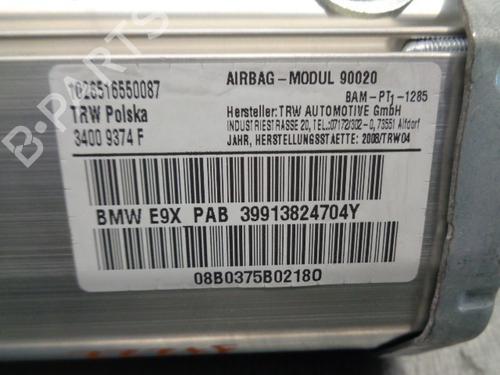 B-PARTS
1026516550087
TRW Polska
3400 9374 F
AIRBAG-MODUL 90020
BAM-PT1-1285
Hersteller: TRW AUTOMOTIVE GmbH
INDUSTRIESTRASSE 20, TEL.:07172/302-0, 73551 Alfdorf
JAHR, HERSTELLUNGSSTAETTE: 2008/TRW04
BMW E9X PAB 39913824704Y
08B0375B02180